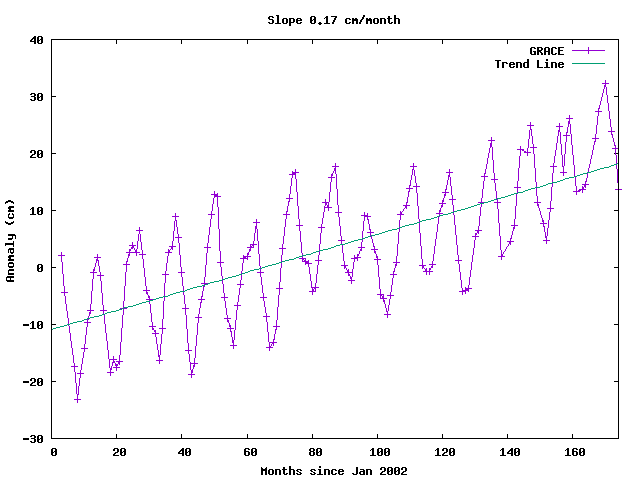 Slope 0.17 cm/month
40
30
20
10
0
-10
-20
-30
Anomaly (cm)
GRACE
Trend Line
0 20 40 60 80 100 120 140 160
Months since Jan 2002